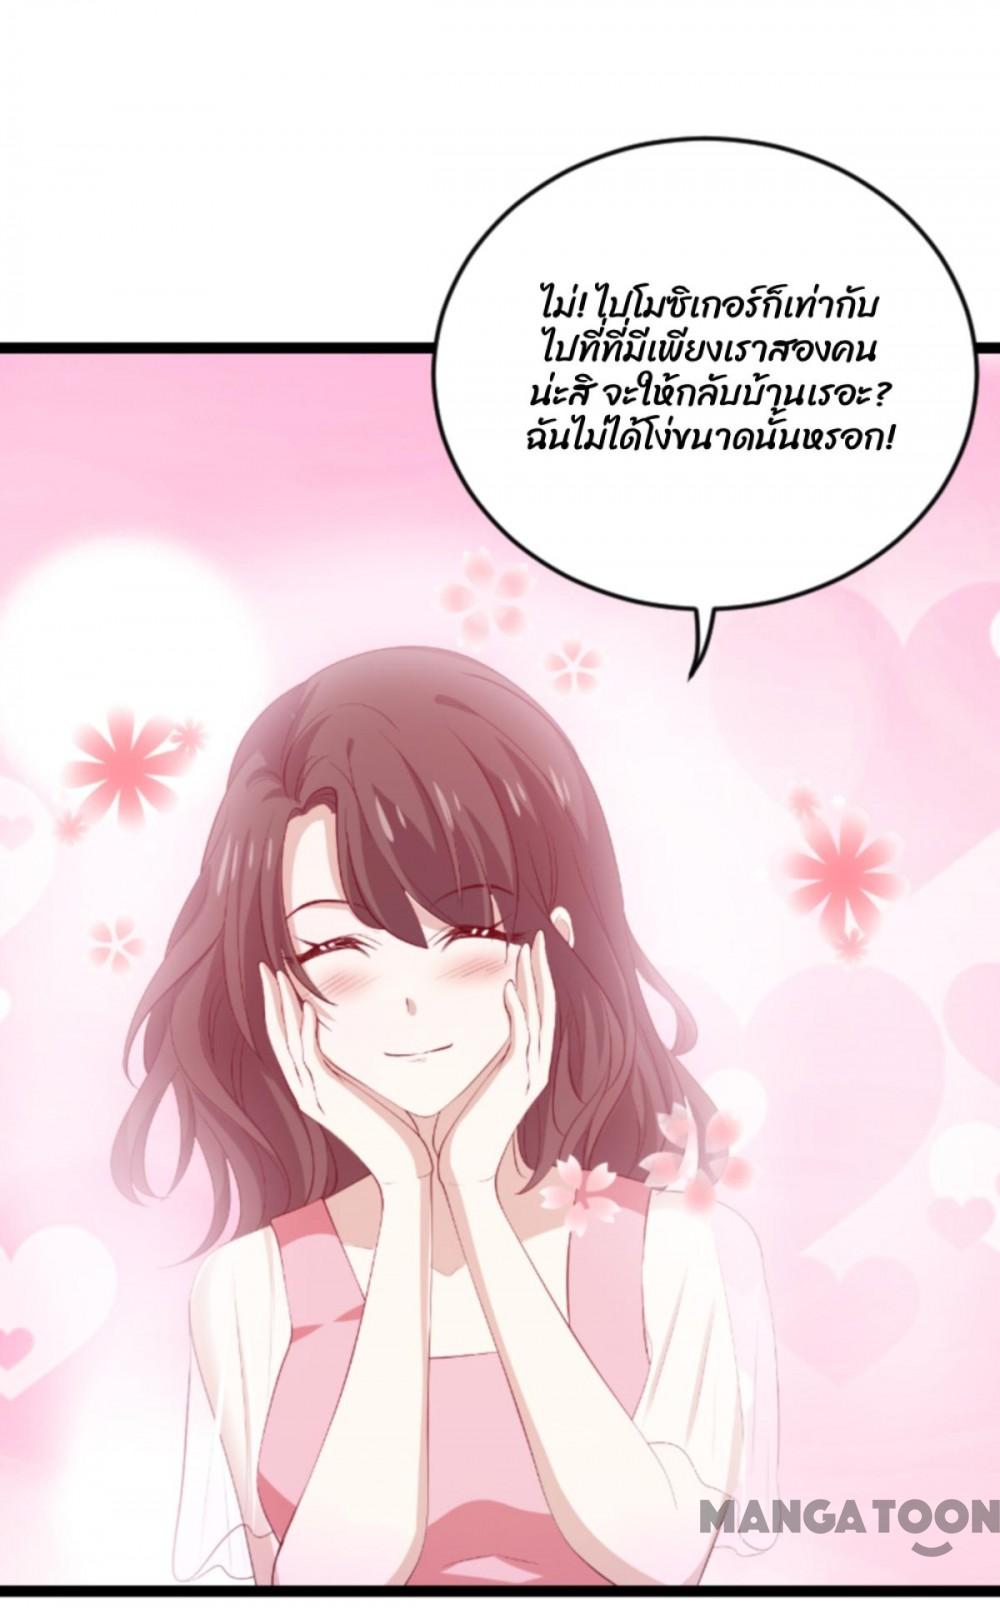 ไม่! ไปโมซิเกอร์ก็เท่ากับ
ไปที่ที่มีเพียงเราสองคน
น่ะสิ จะให้กลับบ้านเรอะ?
ฉันไม่ได้โง่ขนาดนั้นหรอก!
MANGATOON